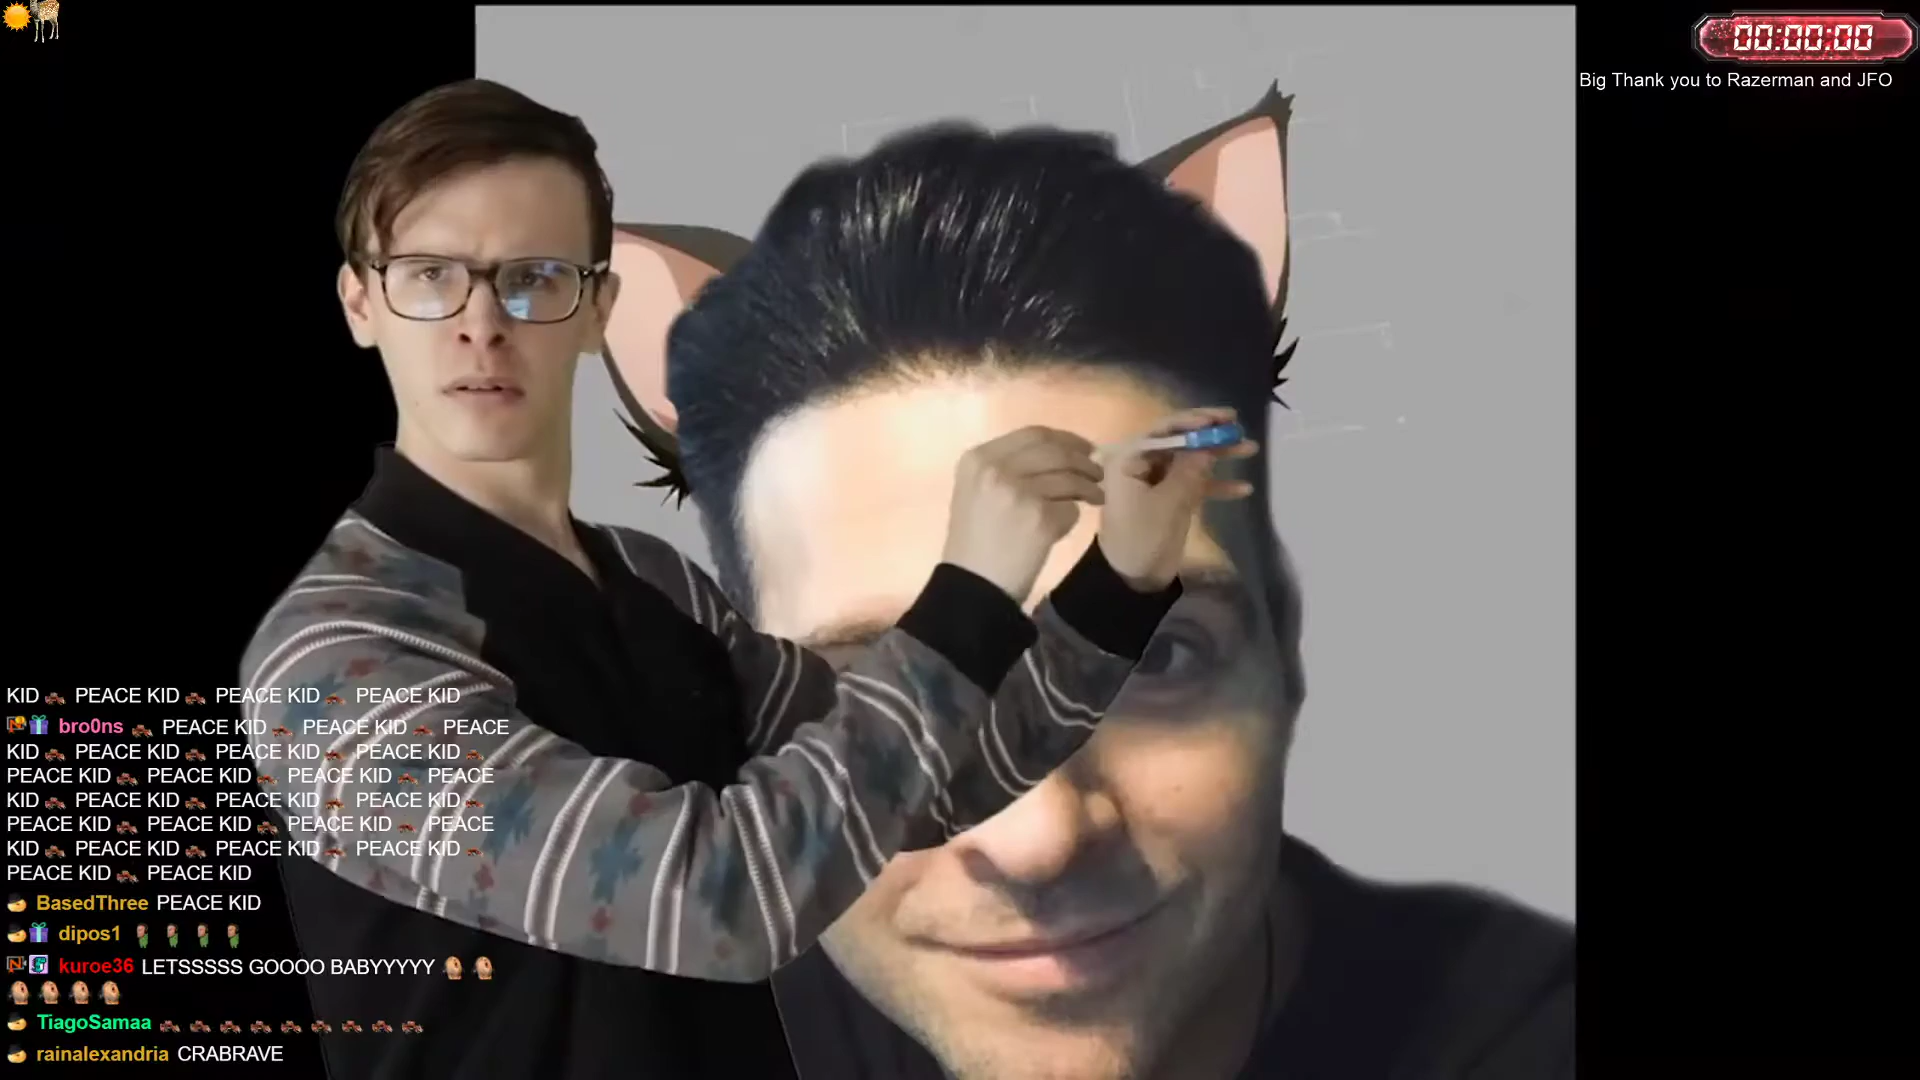 00:00:00
Big Thank you to Razerman and JFO
KID PEACE KID PEACE KID PEACE KID
bro0ns PEACE KID PEACE KID PEACE
KID PEACE KID PEACE KID PEACE KID
PEACE KID PEACE KID PEACE KID PEACE
KID PEACE KID PEACE KID PEACE KID
PEACE KID PEACE KID PEACE KID PEACE
KID PEACE KID PEACE KID PEACE KID
PEACE KID PEACE KID
BasedThree PEACE KID
dipos1
kuroe36 LETSSSSS GOOOO BABYYYYY
TiagoSamaa
rainalexandria CRABRAVE